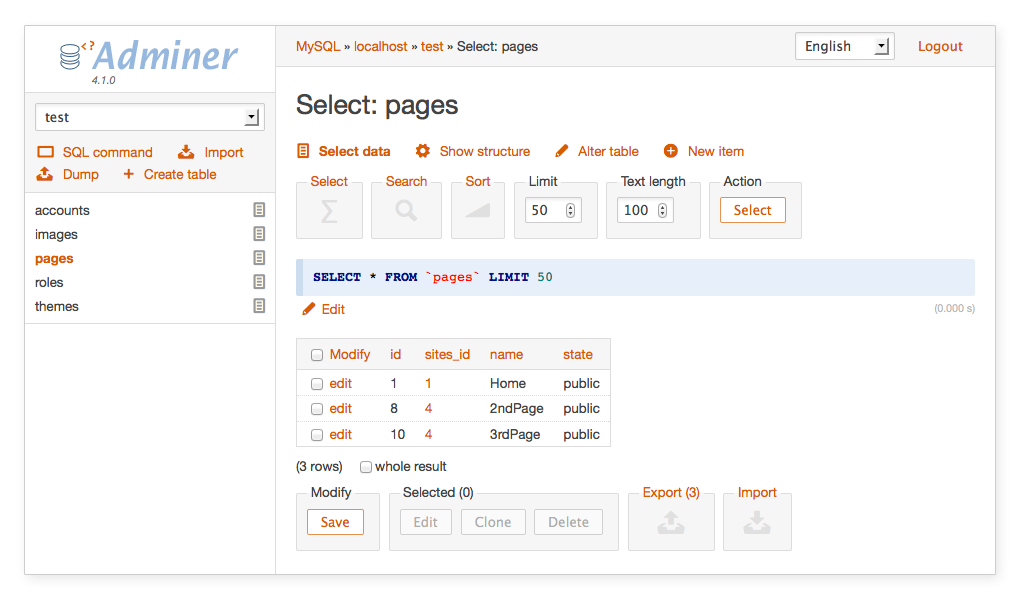 <?> Adminer
4.1.0
test
SQL command Import
Dump + Create table
accounts
images
pages
roles
themes
MySQL » localhost » test » Select: pages
English
Logout
Select: pages
Select data Show structure Alter table New item
Select Search Sort Limit Text length Action
Σ 50 100 Select
SELECT * FROM `pages` LIMIT 50
Edit (0.000 s)
Modify id sites_id name state
edit 1 1 Home public
edit 8 4 2ndPage public
edit 10 4 3rdPage public
(3 rows) whole result
Modify Selected (0) Export (3) Import
Save Edit Clone Delete